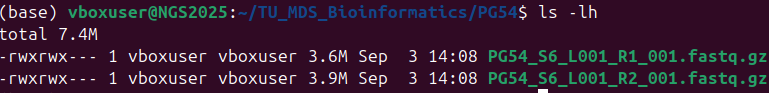 (base) vboxuser@NGS2025:~/TU_MDS_Bioinformatics/PG54$ ls -lh
total 7.4M
-rwxrwx--- 1 vboxuser vboxuser 3.6M Sep  3 14:08 PG54_S6_L001_R1_001.fastq.gz
-rwxrwx--- 1 vboxuser vboxuser 3.9M Sep  3 14:08 PG54_S6_L001_R2_001.fastq.gz